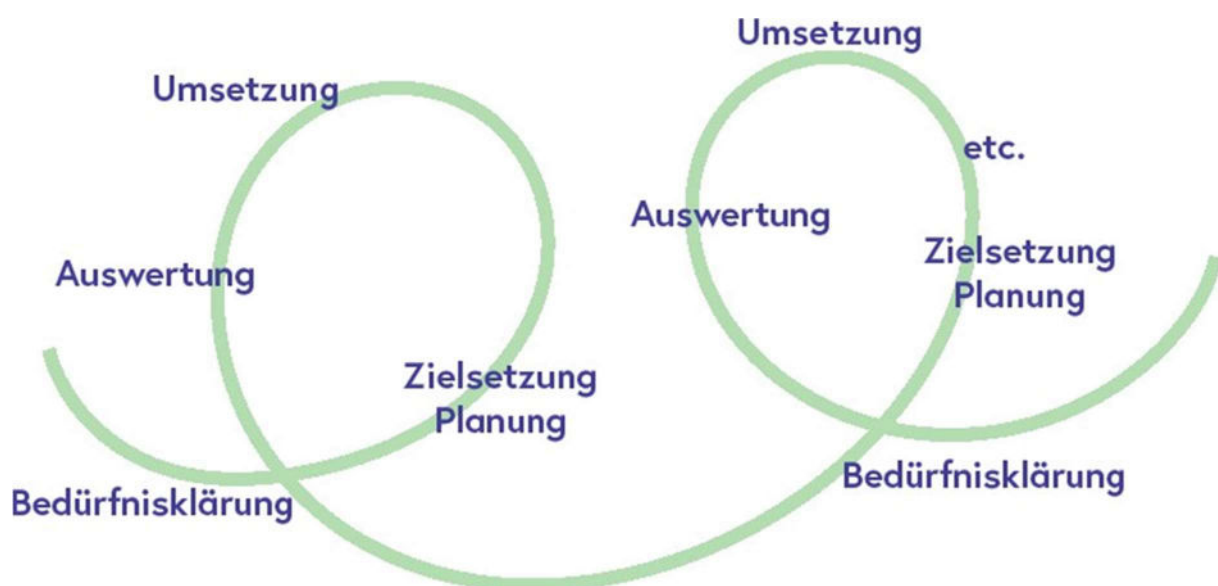 Umsetzung
Umsetzung
etc.
Auswertung
Zielsetzung
Planung
Auswertung
Zielsetzung
Planung
Bedürfnisklärung
Bedürfnisklärung